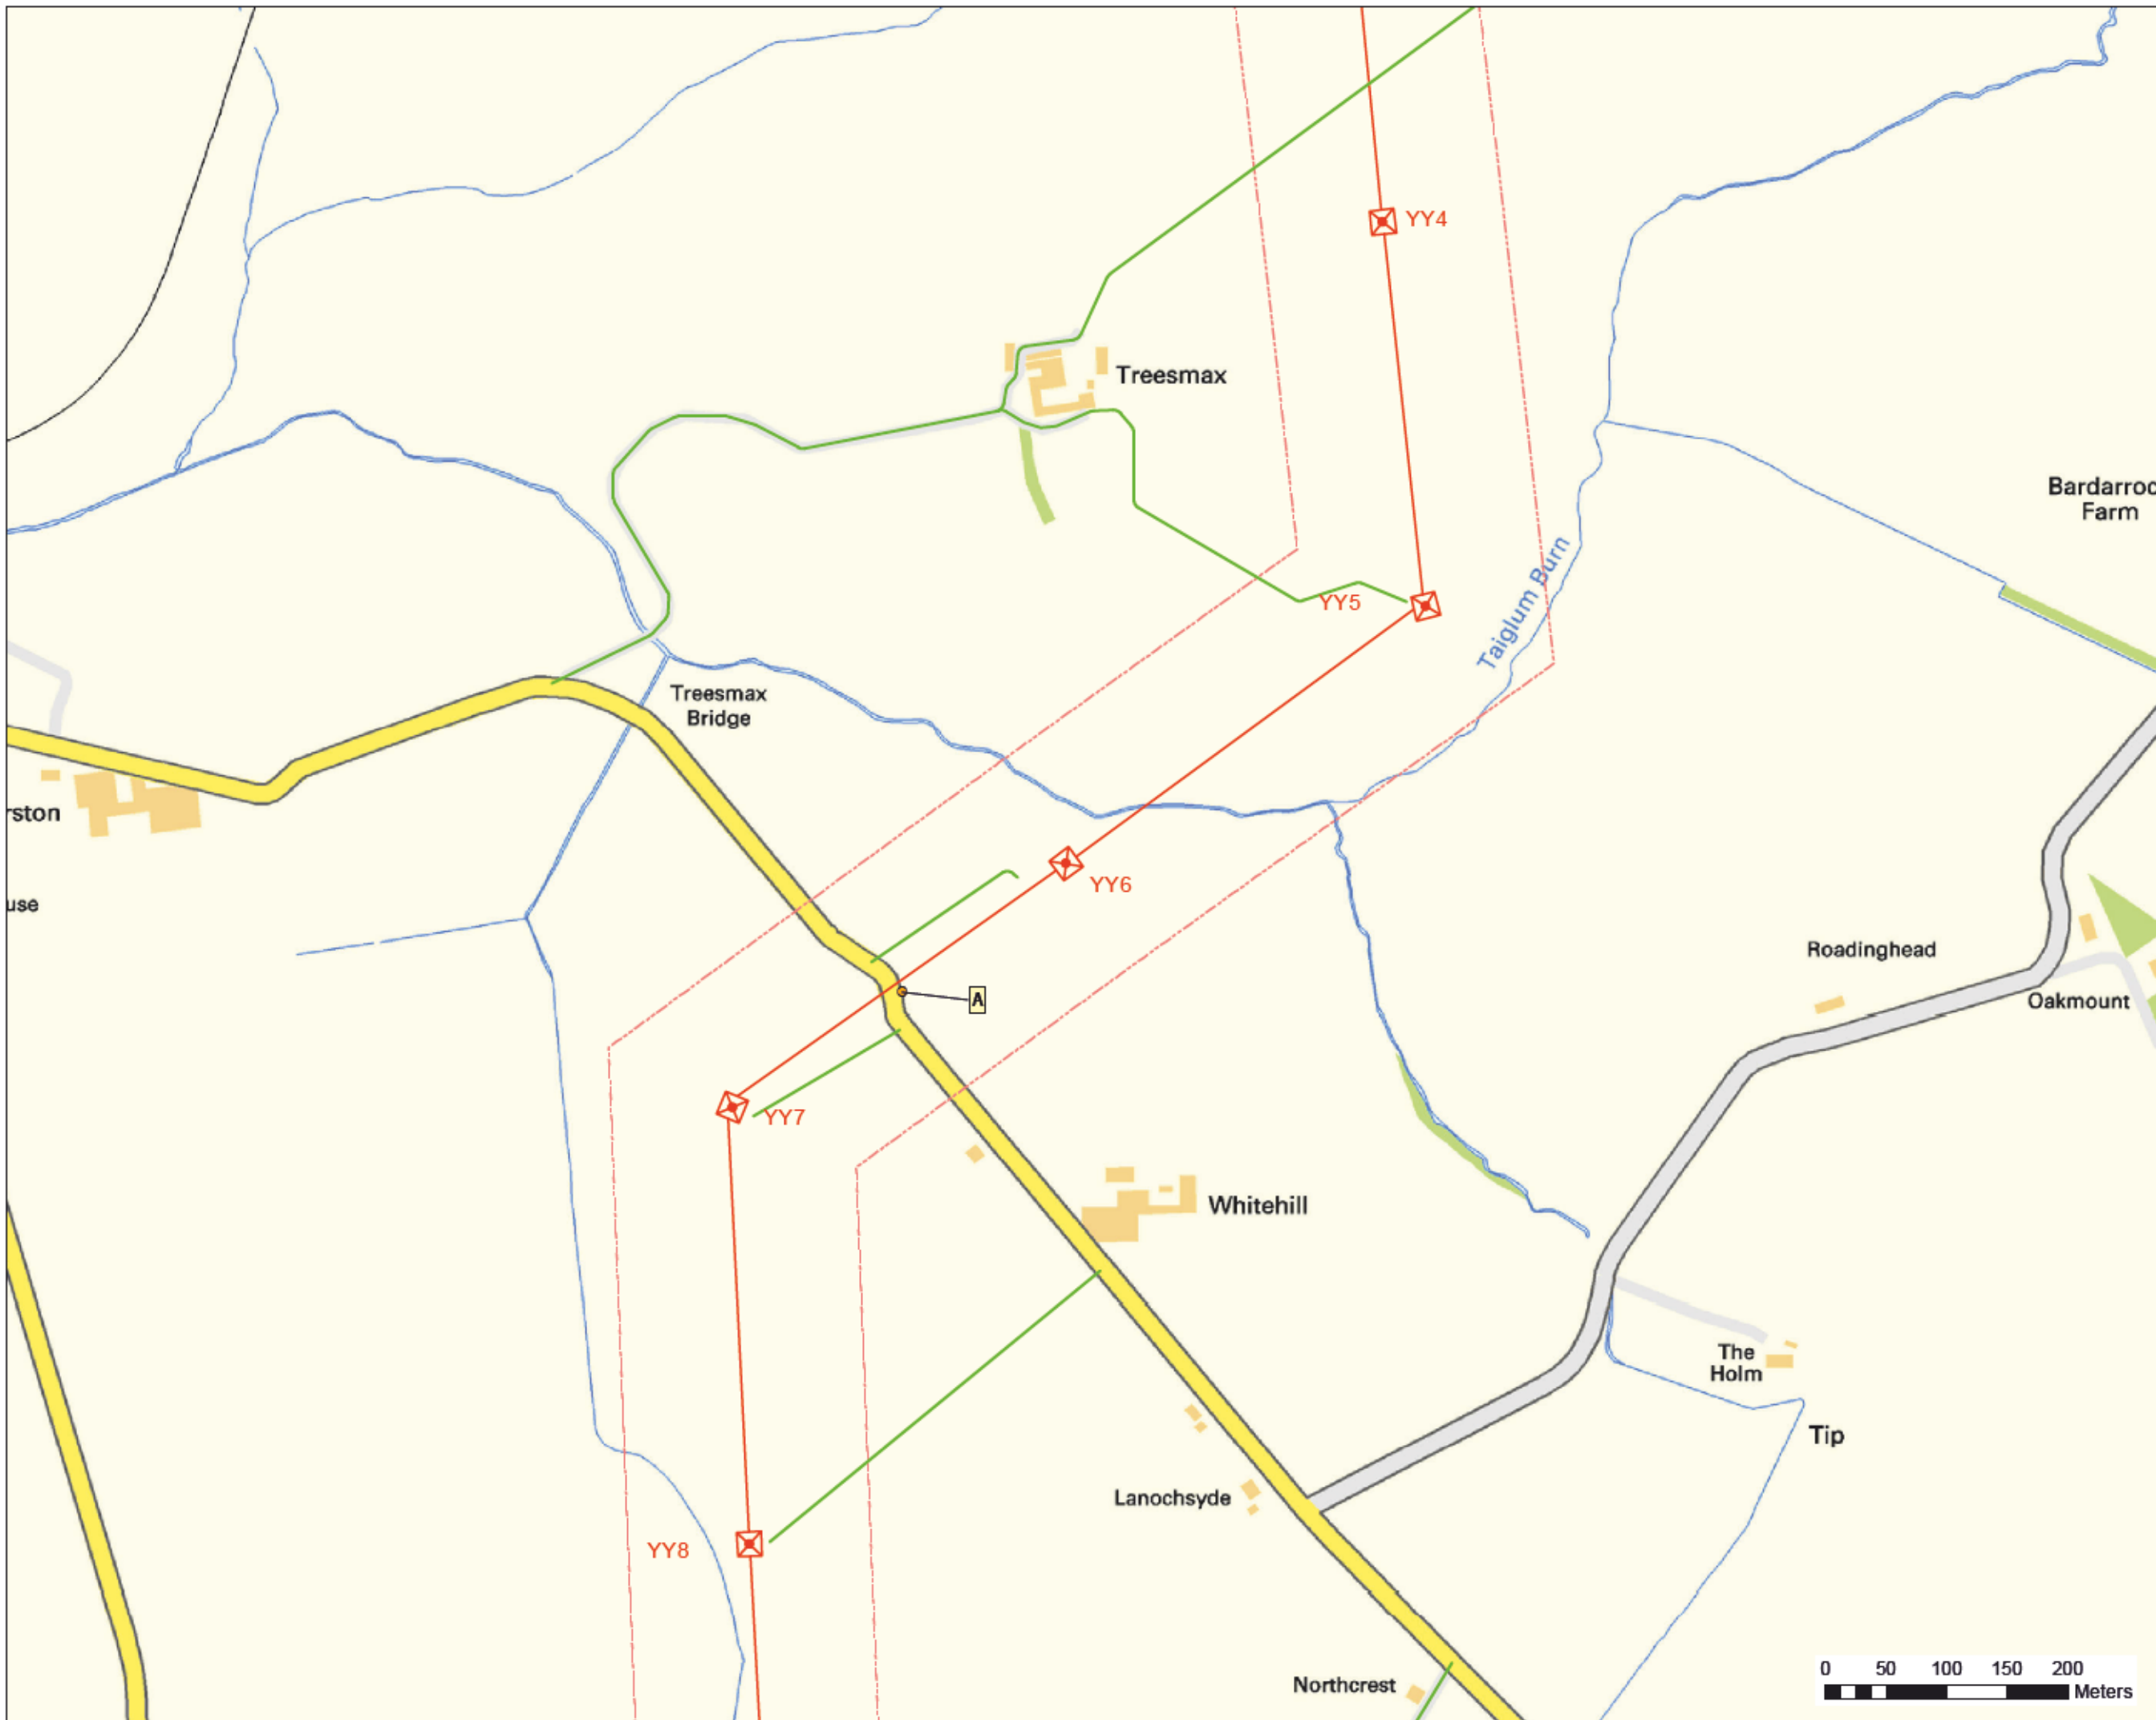 YY4
Treesmax
Bardarroc
Farm
Taiglum Burn
YY5
Treesmax
Bridge
rston
YY6
use
Roadinghead
A
Oakmount
YY7
Whitehill
The
Holm
Tip
Lanochsyde
YY8
0 50 100 150 200
Northcrest
Meters